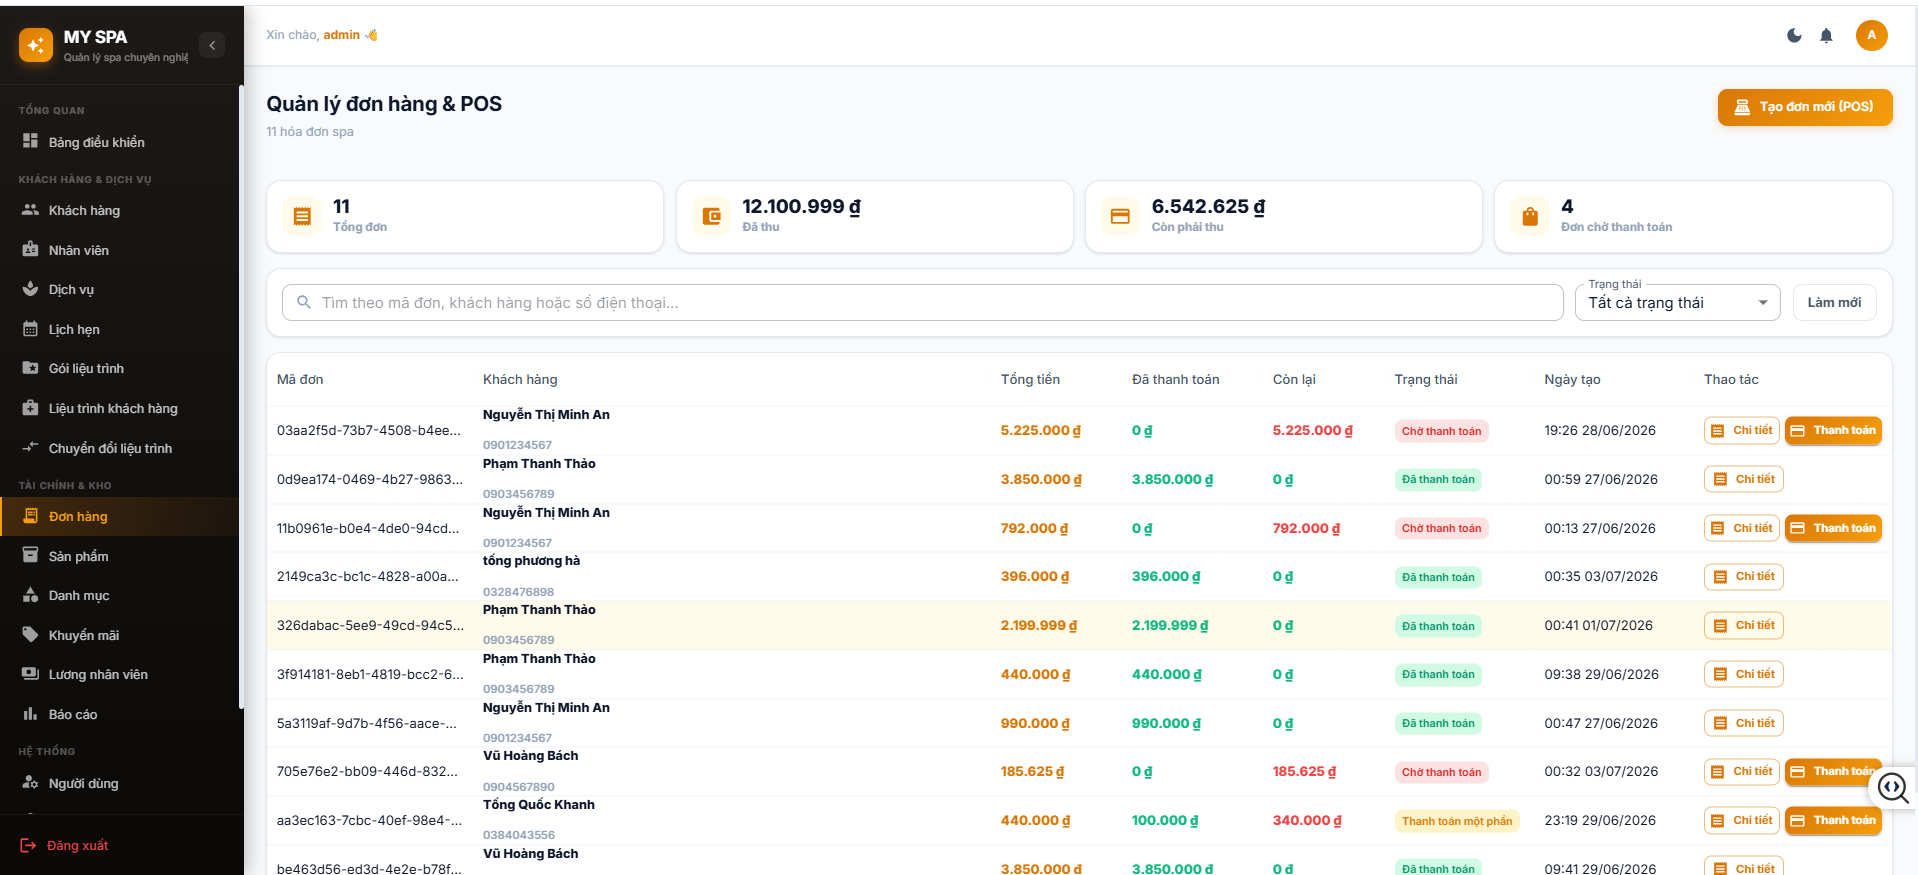 MY SPA
Quản lý spa chuyên nghiệ
TỔNG QUAN
Bảng điều khiển
KHÁCH HÀNG & DỊCH VỤ
Khách hàng
Nhân viên
Dịch vụ
Lịch hẹn
Gói liệu trình
Liệu trình khách hàng
Chuyển đổi liệu trình
TÀI CHÍNH & KHO
Đơn hàng
Sản phẩm
Danh mục
Khuyến mãi
Lương nhân viên
Báo cáo
HỆ THỐNG
Người dùng
Đăng xuất
Xin chào, admin 👋
A
Quản lý đơn hàng & POS
11 hóa đơn spa
Tạo đơn mới (POS)
11
Tổng đơn
12.100.999 ₫
Đã thu
6.542.625 ₫
Còn phải thu
4
Đơn chờ thanh toán
Tìm theo mã đơn, khách hàng hoặc số điện thoại...
Trạng thái
Tất cả trạng thái
Làm mới
Mã đơn Khách hàng Tổng tiền Đã thanh toán Còn lại Trạng thái Ngày tạo Thao tác
Nguyễn Thị Minh An
03aa2f5d-73b7-4508-b4ee... 5.225.000 ₫ 0 ₫ 5.225.000 ₫ Chờ thanh toán 19:26 28/06/2026 Chi tiết Thanh toán
0901234567
Phạm Thanh Thảo
0d9ea174-0469-4b27-9863... 3.850.000 ₫ 3.850.000 ₫ 0 ₫ Đã thanh toán 00:59 27/06/2026 Chi tiết
0903456789
Nguyễn Thị Minh An
11b0961e-b0e4-4de0-94cd... 792.000 ₫ 0 ₫ 792.000 ₫ Chờ thanh toán 00:13 27/06/2026 Chi tiết Thanh toán
0901234567
tống phương hà
2149ca3c-bc1c-4828-a00a... 396.000 ₫ 396.000 ₫ 0 ₫ Đã thanh toán 00:35 03/07/2026 Chi tiết
0328476898
Phạm Thanh Thảo
326dabac-5ee9-49cd-94c5... 2.199.999 ₫ 2.199.999 ₫ 0 ₫ Đã thanh toán 00:41 01/07/2026 Chi tiết
0903456789
Phạm Thanh Thảo
3f914181-8eb1-4819-bcc2-6... 440.000 ₫ 440.000 ₫ 0 ₫ Đã thanh toán 09:38 29/06/2026 Chi tiết
0903456789
Nguyễn Thị Minh An
5a3119af-9d7b-4f56-aace-... 990.000 ₫ 990.000 ₫ 0 ₫ Đã thanh toán 00:47 27/06/2026 Chi tiết
0901234567
Vũ Hoàng Bách
705e76e2-bb09-446d-832... 185.625 ₫ 0 ₫ 185.625 ₫ Chờ thanh toán 00:32 03/07/2026 Chi tiết Thanh toán
0904567890
Tống Quốc Khanh
aa3ec163-7cbc-40ef-98e4-... 440.000 ₫ 100.000 ₫ 340.000 ₫ Thanh toán một phần 23:19 29/06/2026 Chi tiết Thanh toán
0384043556
Vũ Hoàng Bách
be463d56-ed3d-4e2e-b78f... 3.850.000 ₫ 3.850.000 ₫ 0 ₫ Đã thanh toán 09:41 29/06/2026 Chi tiết